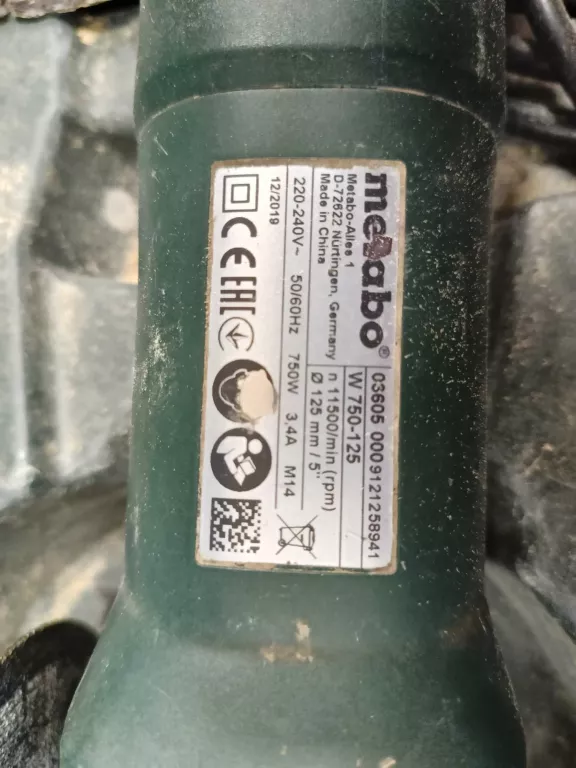 metabo®
Metabo-Allee 1
D-72622 Nürtingen, Germany
Made in China
03605 0009121258941
W 750-125
n 11500/min (rpm)
Ø 125 mm / 5"
220-240V~ 50/60Hz 750W 3,4A M14
12/2019
CE EAC